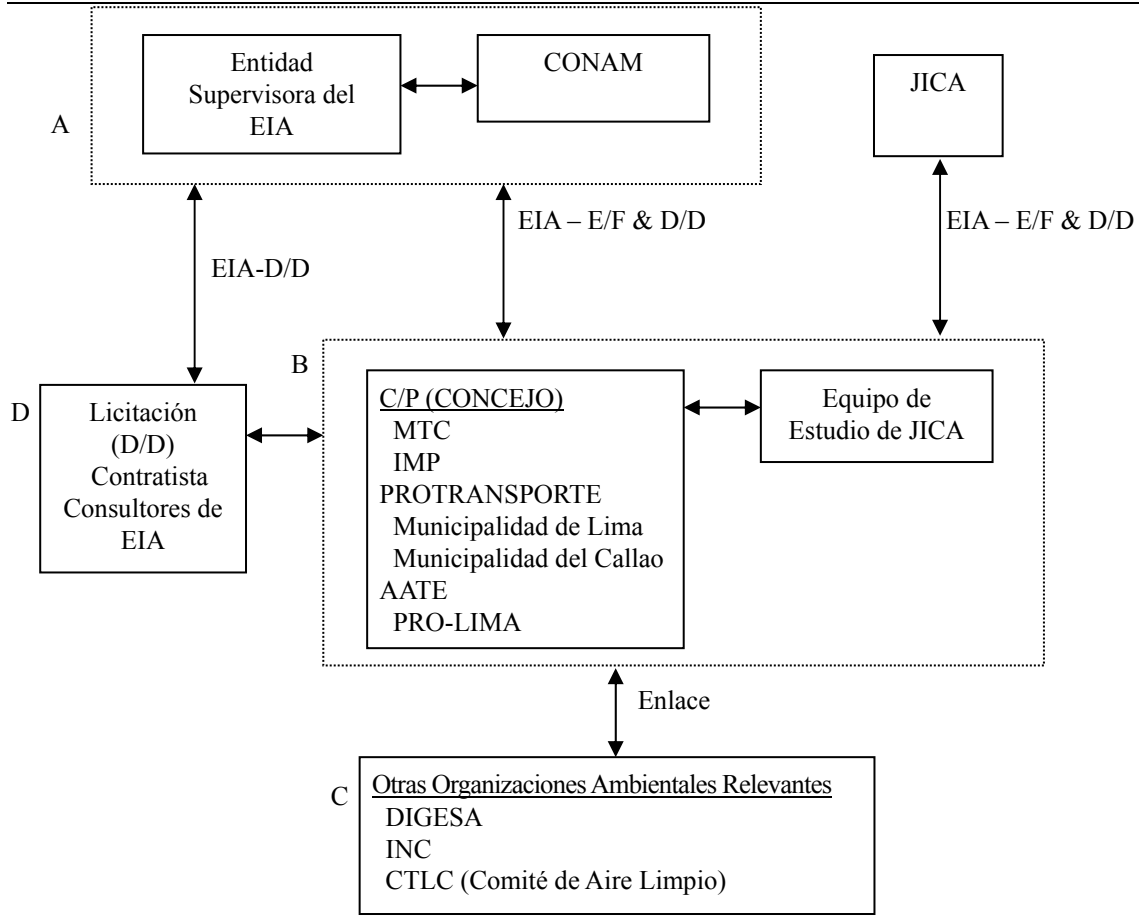 Entidad
Supervisora del
EIA
CONAM
JICA
A
EIA – E/F & D/D
EIA – E/F & D/D
EIA-D/D
B
D
Licitación
(D/D)
Contratista
Consultores de
EIA
C/P (CONCEJO)
MTC
IMP
PROTRANSPORTE
Municipalidad de Lima
Municipalidad del Callao
AATE
PRO-LIMA
Equipo de
Estudio de JICA
Enlace
C
Otras Organizaciones Ambientales Relevantes
DIGESA
INC
CTLC (Comité de Aire Limpio)